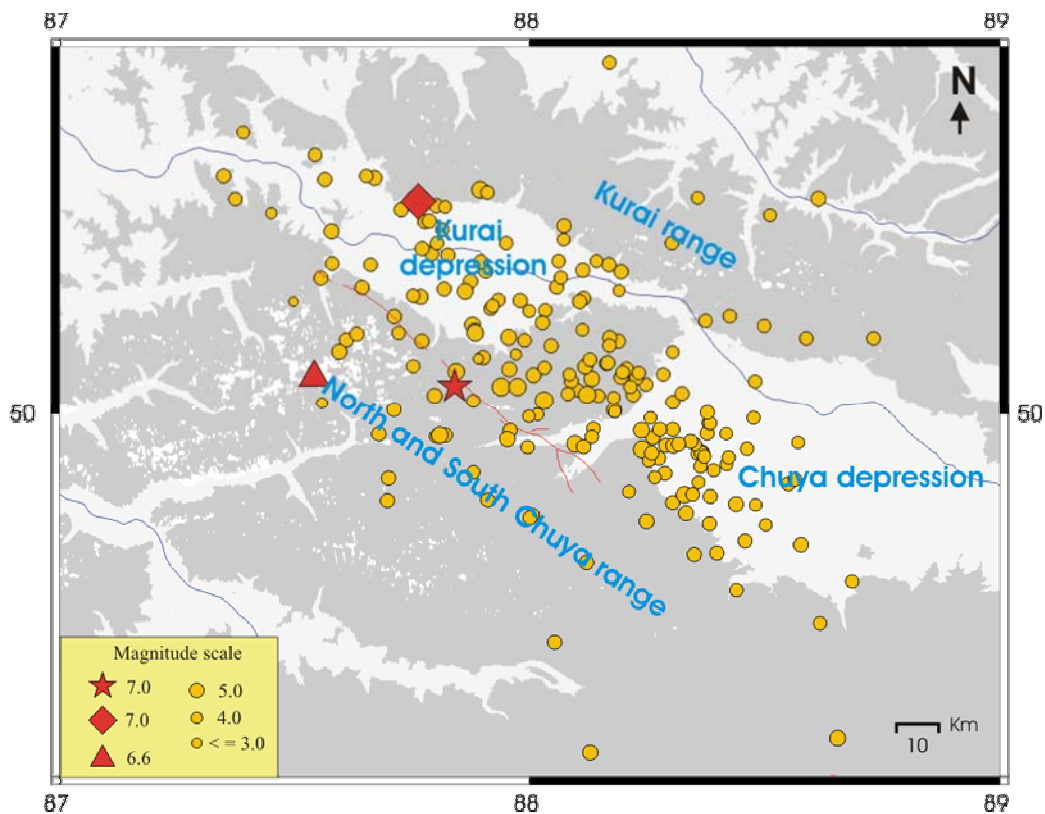 87 88 89
N
Kurai range
Kurai
depression
50 50
North and South Chuya range
Chuya depression
Magnitude scale
7.0 5.0
7.0 4.0
6.6 < = 3.0
Km
10
87 88 89